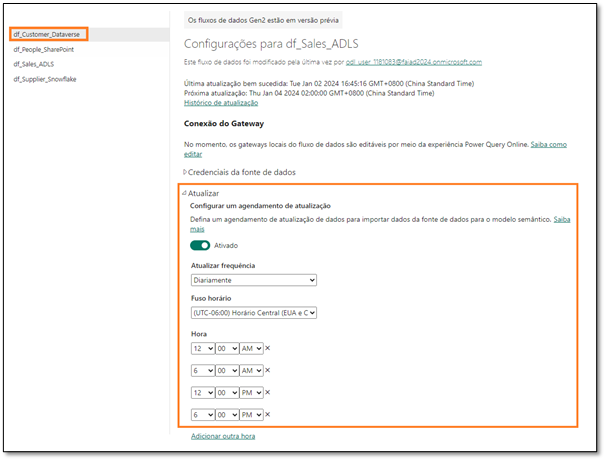 Os fluxos de dados Gen2 estão em versão prévia
df_Customer_Dataverse
df_People_SharePoint
df_Sales_ADLS
df_Supplier_Snowflake
Configurações para df_Sales_ADLS
Este fluxo de dados foi modificado pela última vez por odl_user_1181083@faiad2024.onmicrosoft.com
Última atualização bem sucedida: Tue Jan 02 2024 16:45:16 GMT+0800 (China Standard Time)
Próxima atualização: Thu Jan 04 2024 02:00:00 GMT+0800 (China Standard Time)
Histórico de atualização
Conexão do Gateway
No momento, os gateways locais do fluxo de dados são editáveis por meio da experiência Power Query Online. Saiba como
editar
Credenciais da fonte de dados
Atualizar
Configurar um agendamento de atualização
Defina um agendamento de atualização de dados para importar dados da fonte de dados para o modelo semântico. Saiba
mais
Ativado
Atualizar frequência
Diariamente
Fuso horário
(UTC-06:00) Horário Central (EUA e C
Hora
12 00 AM ×
6 00 AM ×
12 00 PM ×
6 00 PM ×
Adicionar outra hora